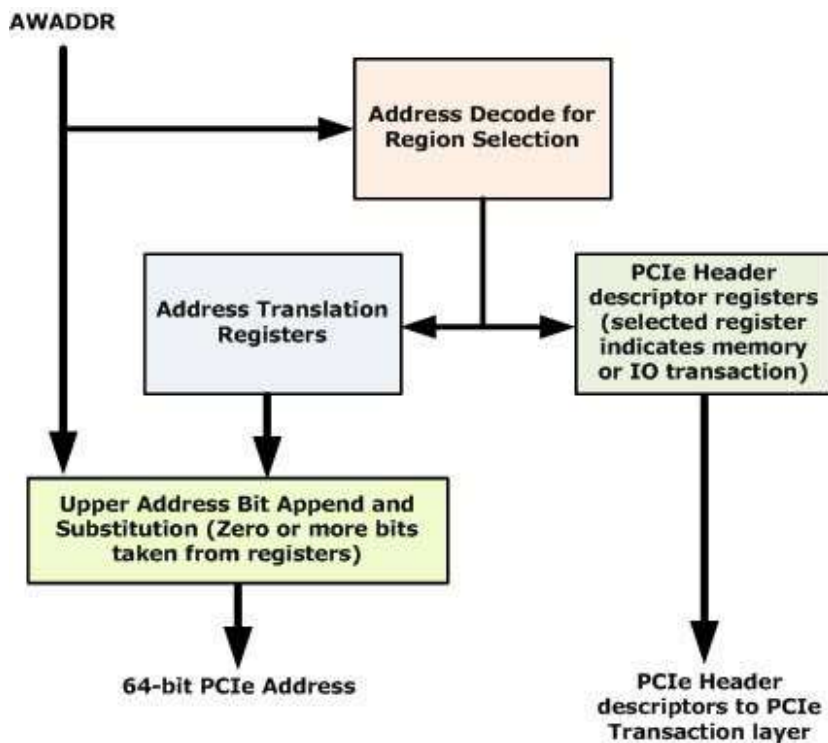 AWADDR
Address Decode for
Region Selection
Address Translation
Registers
PCIe Header
descriptor registers
(selected register
indicates memory
or IO transaction)
Upper Address Bit Append and
Substitution (Zero or more bits
taken from registers)
64-bit PCIe Address
PCIe Header
descriptors to PCIe
Transaction layer